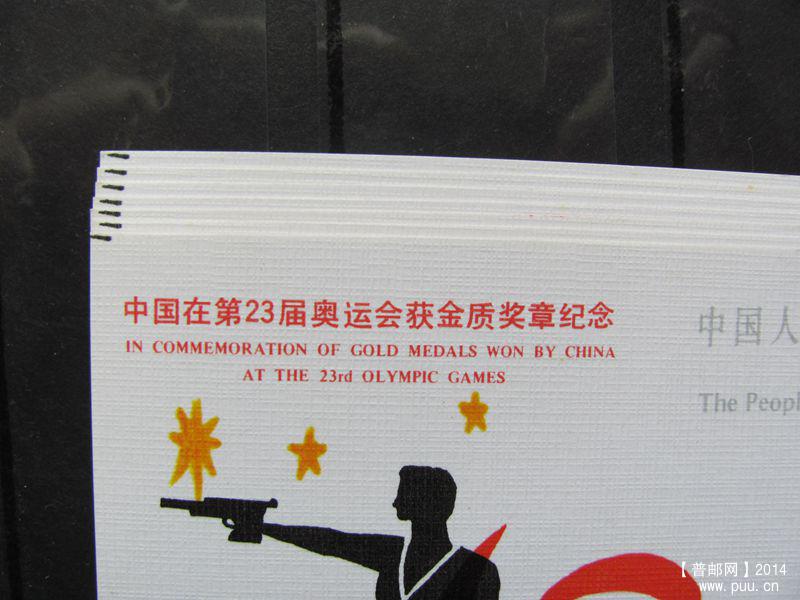 中国在第23届奥运会获金质奖章纪念
IN COMMEMORATION OF GOLD MEDALS WON BY CHINA
AT THE 23rd OLYMPIC GAMES
中国人
The Peopl
【普邮网】2014
www.puu.cn